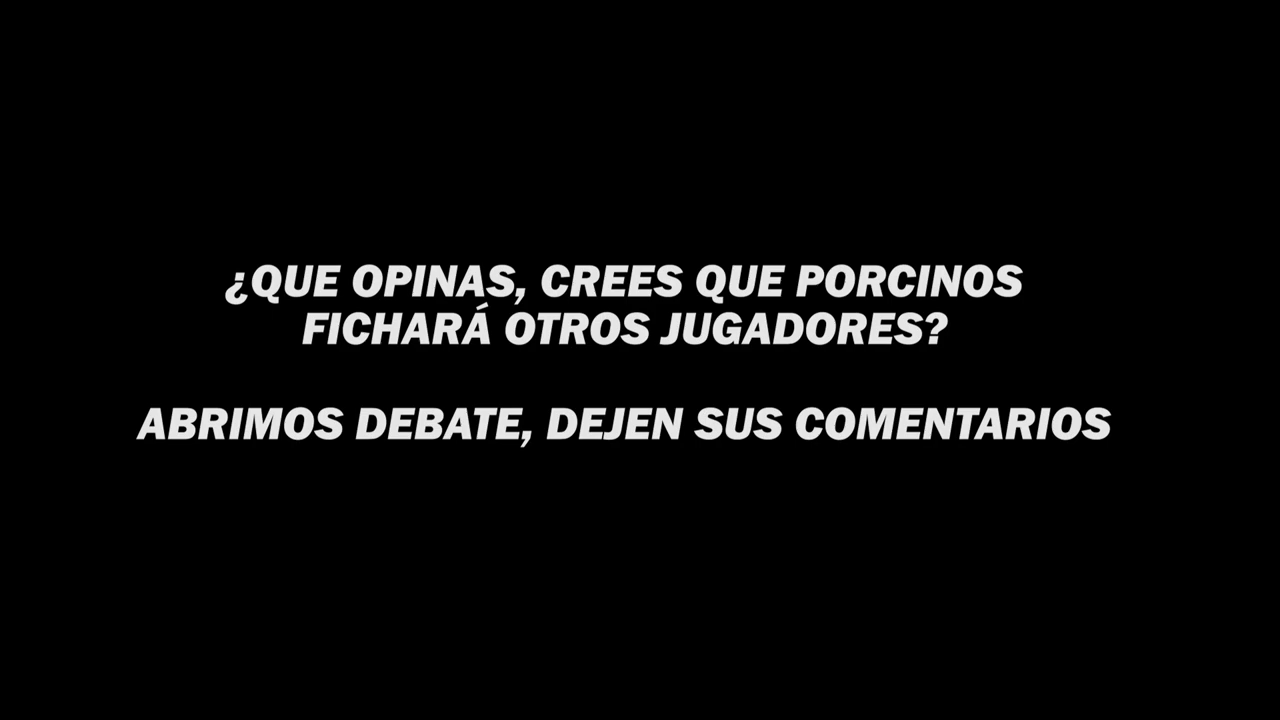 ¿QUE OPINAS, CREES QUE PORCINOS
FICHARÁ OTROS JUGADORES?
ABRIMOS DEBATE, DEJEN SUS COMENTARIOS